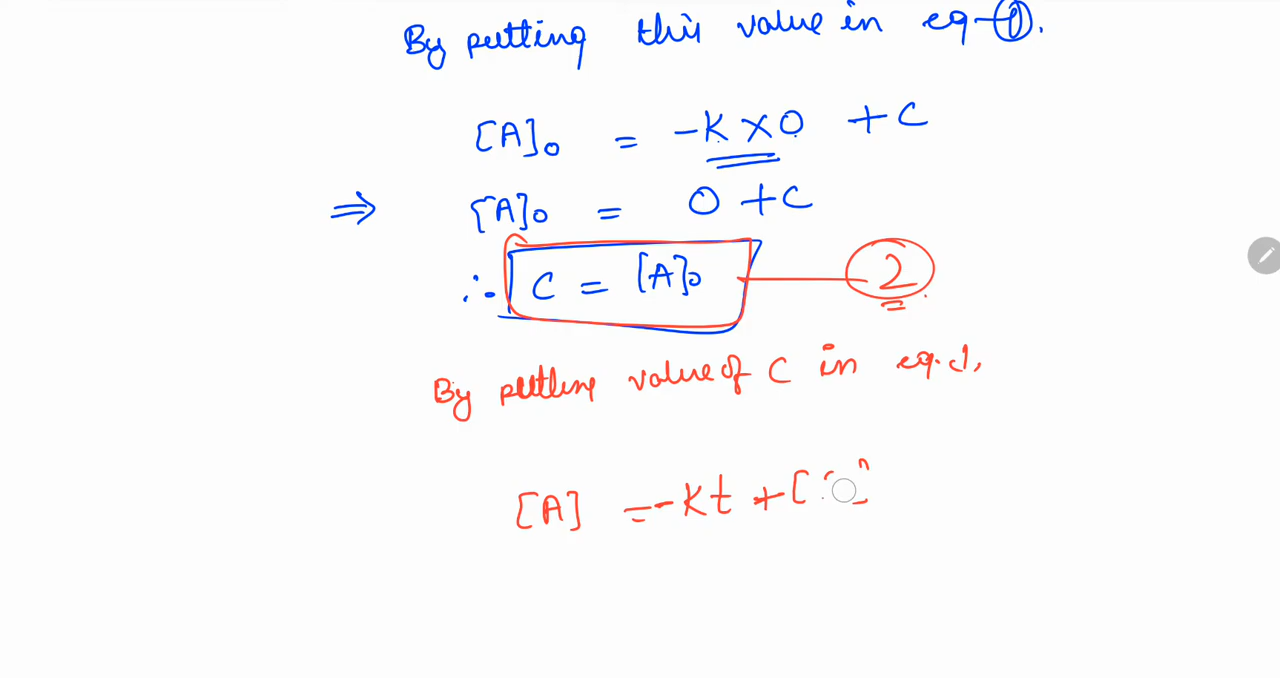 By putting this value in eq-①.
[A]₀ = -K × 0 + C
⇒ [A]₀ = 0 + C
∴ C = [A]₀ 2
By value of C in eq. 1,
[A] = -Kt + [